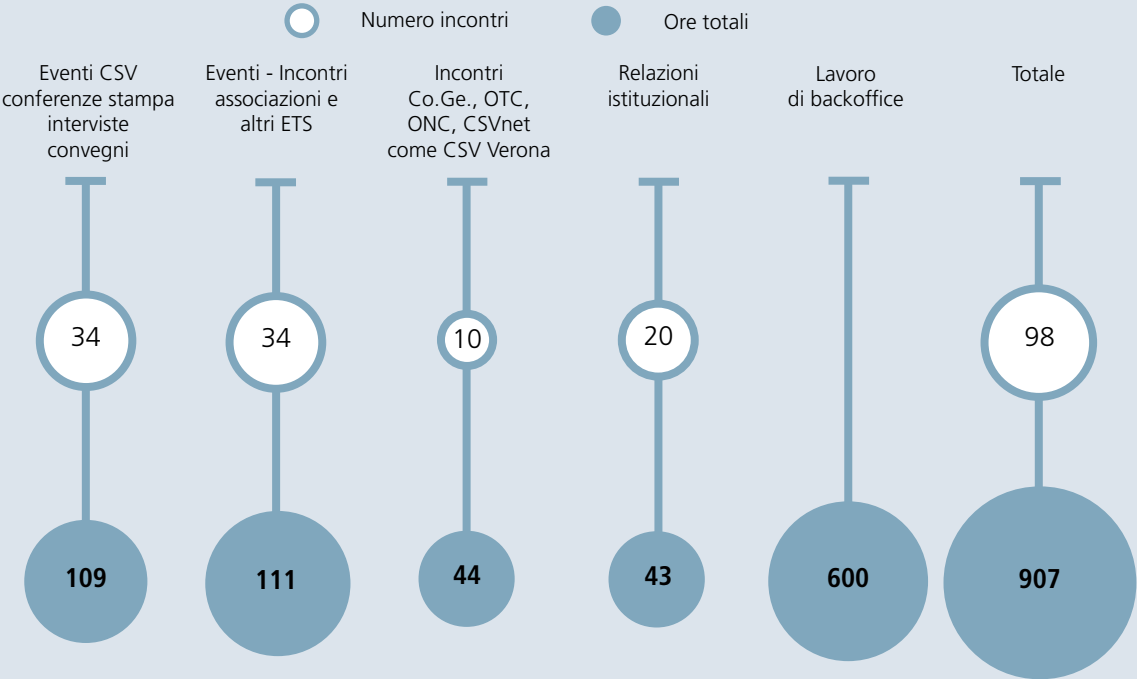 Numero incontri
Ore totali
Eventi CSV
conferenze stampa
interviste
convegni
Eventi - Incontri
associazioni e
altri ETS
Incontri
Co.Ge., OTC,
ONC, CSVnet
come CSV Verona
Relazioni
istituzionali
Lavoro
di backoffice
Totale
34
34
10
20
98
109
111
44
43
600
907